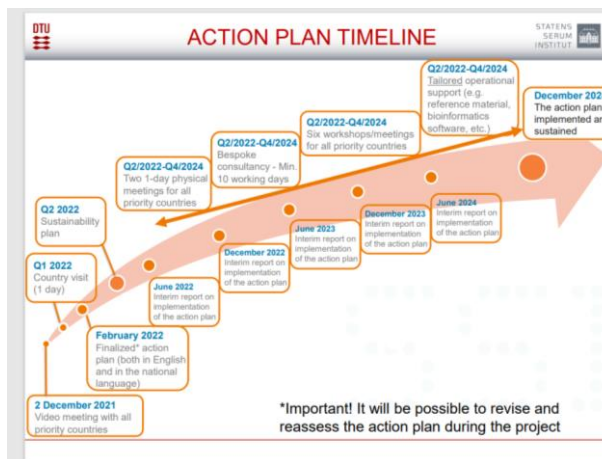 DTU
ACTION PLAN TIMELINE
STATENS
SERUM
INSTITUT
Q2/2022-Q4/2024
Tailored operational
support (e.g.
reference material,
bioinformatics
software, etc.)
December 202
The action plan
implemented an
sustained
Q2/2022-Q4/2024
Six workshops/meetings
for all priority countries
Q2/2022-Q4/2024
Bespoke
consultancy - Min.
10 working days
Q2/2022-Q4/2024
Two 1-day physical
meetings for all
priority countries
Q2 2022
Sustainability
plan
Q1 2022
Country visit
(1 day)
June 2024
Interim report on
implementation
of the action plan
December 2023
Interim report on
implementation
of the action plan
June 2023
Interim report on
implementation
of the action plan
December 2022
Interim report on
implementation
of the action plan
June 2022
Interim report on
implementation
of the action plan
February 2022
Finalized* action
plan (both in English
and in the national
language)
2 December 2021
Video meeting with all
priority countries
*Important! It will be possible to revise and
reassess the action plan during the project